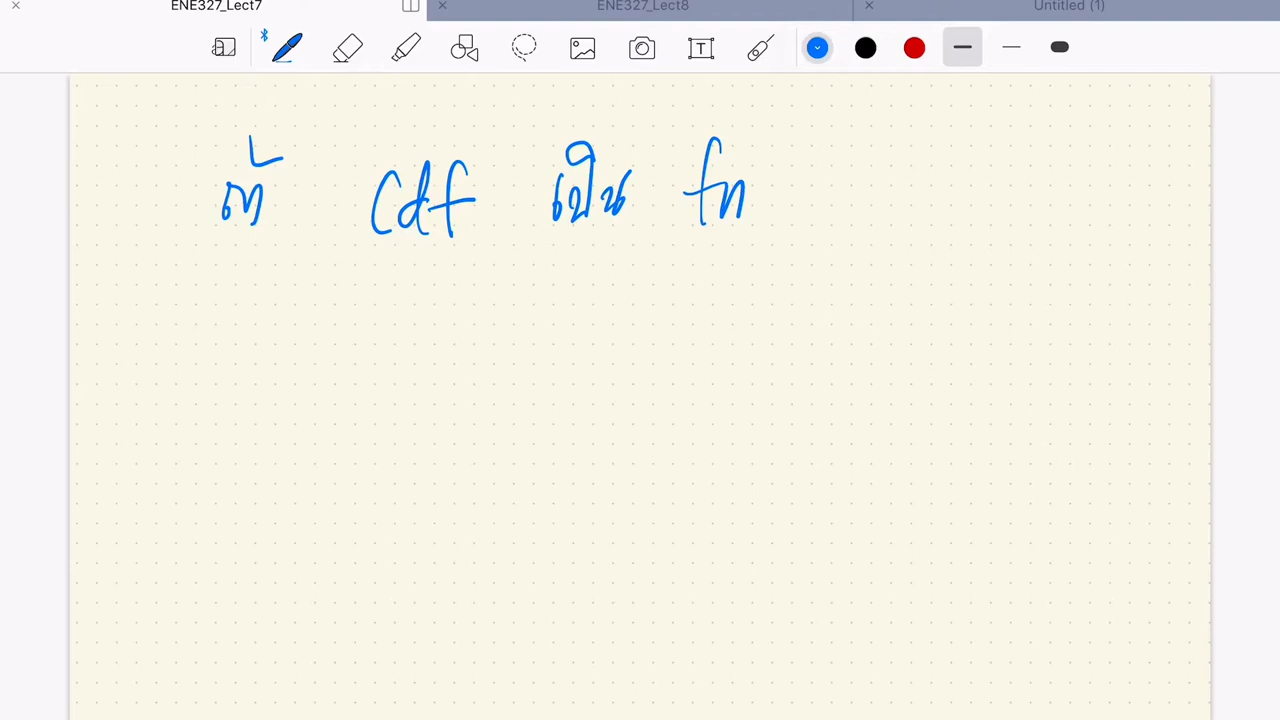 ENE327_Lect7 ENE327_Lect8 Untitled (1)
T
cdf เป็น fn